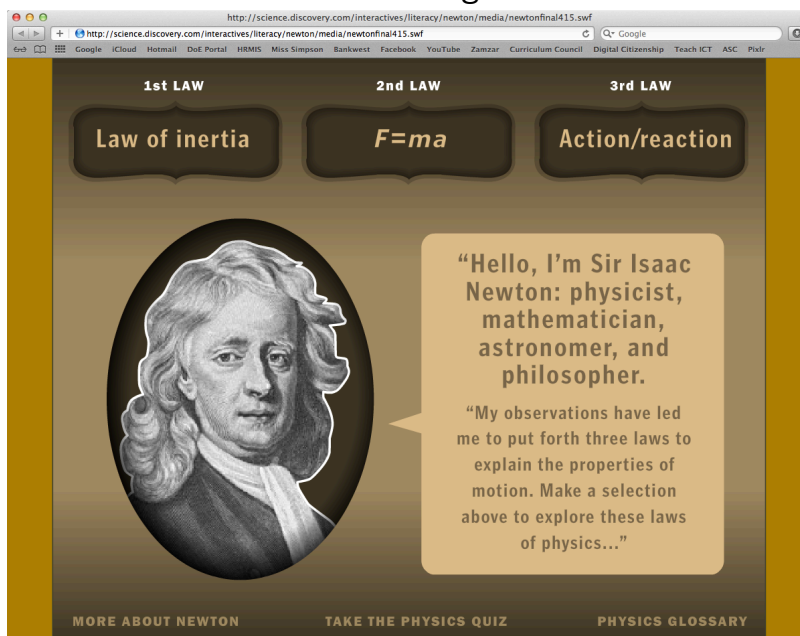 http://science.discovery.com/interactives/literacy/newton/media/newtonfinal415.swf
http://science.discovery.com/interactives/literacy/newton/media/newtonfinal415.swf
Google
Google iCloud Hotmail DoE Portal HRMIS Miss Simpson Bankwest Facebook YouTube Zamzar Curriculum Council Digital Citizenship Teach ICT ASC Pixlr
1st LAW 2nd LAW 3rd LAW
Law of inertia F=ma Action/reaction
“Hello, I’m Sir Isaac
Newton: physicist,
mathematician,
astronomer, and
philosopher.
“My observations have led
me to put forth three laws to
explain the properties of
motion. Make a selection
above to explore these laws
of physics...”
MORE ABOUT NEWTON TAKE THE PHYSICS QUIZ PHYSICS GLOSSARY